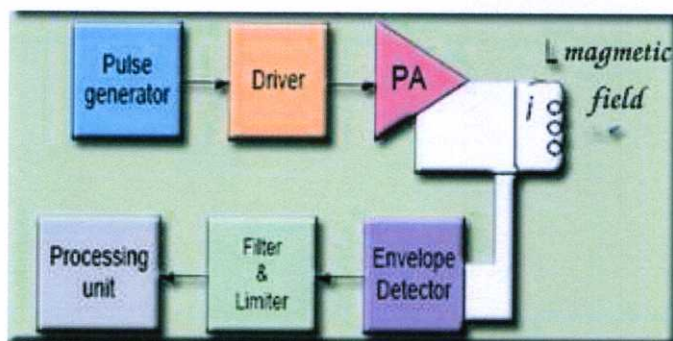 Pulse
generator
Driver
PA
L magmetic
field
i
Processing
unit
Filter
&
Limiter
Envelope
Detector